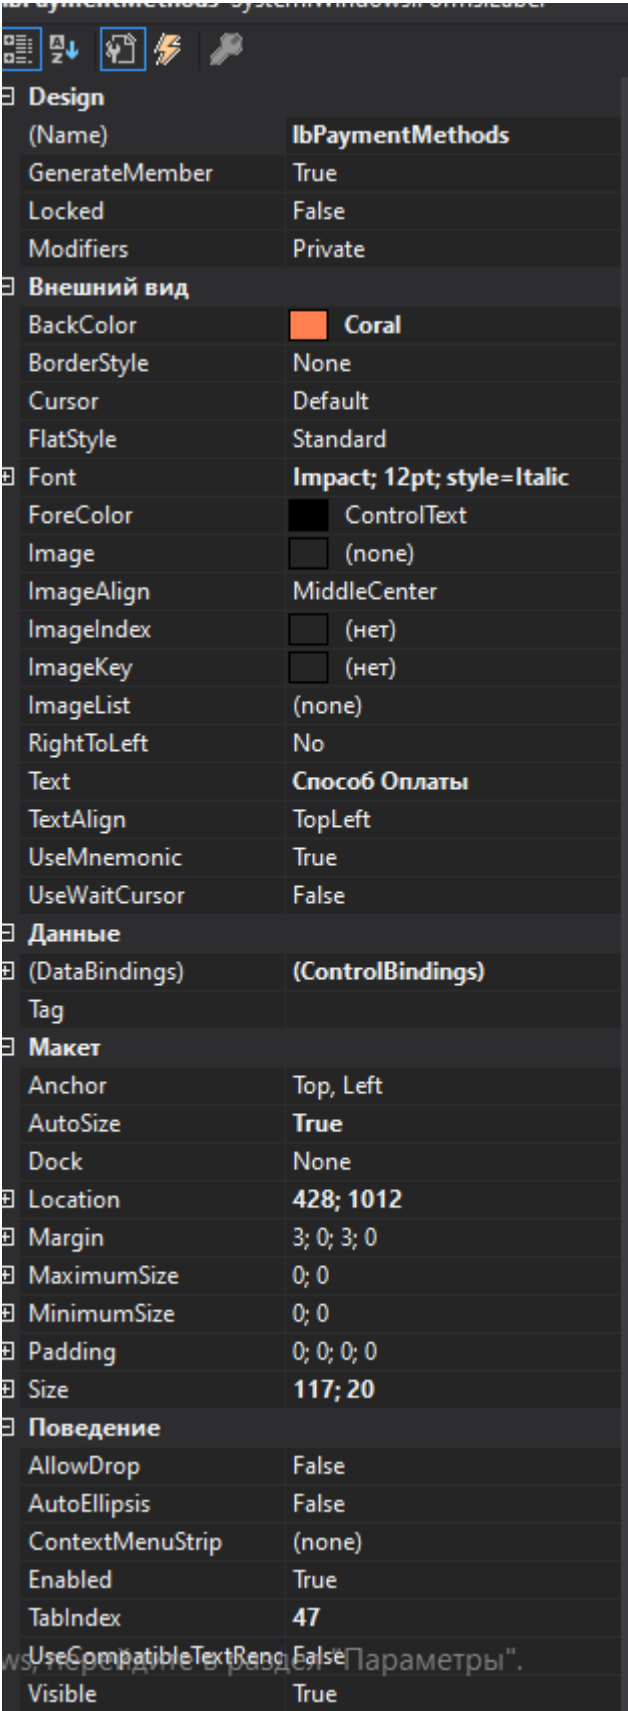 Design
(Name) lbPaymentMethods
GenerateMember True
Locked False
Modifiers Private
Внешний вид
BackColor Coral
BorderStyle None
Cursor Default
FlatStyle Standard
Font Impact; 12pt; style=Italic
ForeColor ControlText
Image (none)
ImageAlign MiddleCenter
ImageIndex (нет)
ImageKey (нет)
ImageList (none)
RightToLeft No
Text Способ Оплаты
TextAlign TopLeft
UseMnemonic True
UseWaitCursor False
Данные
(DataBindings) (ControlBindings)
Tag
Макет
Anchor Top, Left
AutoSize True
Dock None
Location 428; 1012
Margin 3; 0; 3; 0
MaximumSize 0; 0
MinimumSize 0; 0
Padding 0; 0; 0; 0
Size 117; 20
Поведение
AllowDrop False
AutoEllipsis False
ContextMenuStrip (none)
Enabled True
TabIndex 47
UseCompatibleTextRenc False
ws, перейдите в раздел "Параметры".
Visible True